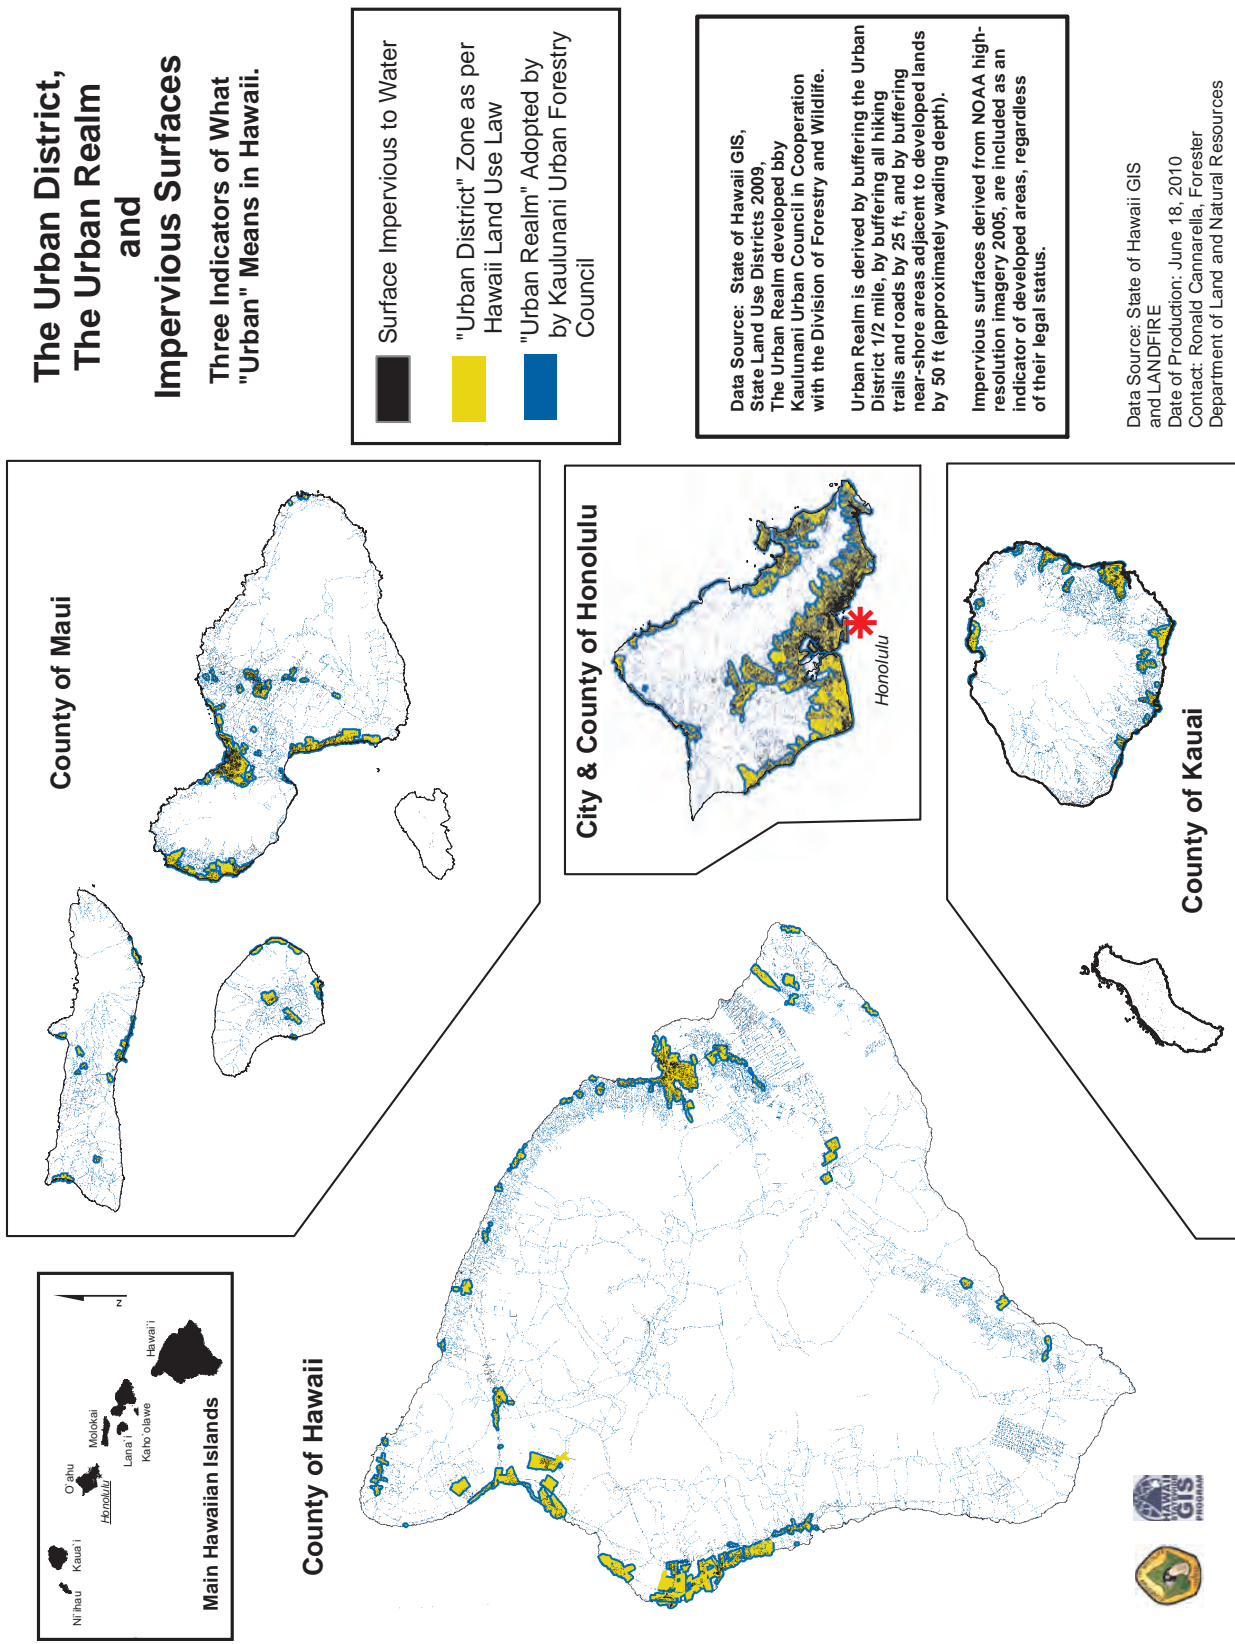 The Urban District,
The Urban Realm
and
Impervious Surfaces
Three Indicators of What
"Urban" Means in Hawaii.
Surface Impervious to Water
"Urban District" Zone as per
Hawaii Land Use Law
"Urban Realm" Adopted by
by Kaulunani Urban Forestry
Council
Data Source: State of Hawaii GIS,
State Land Use Districts 2009,
The Urban Realm developed bby
Kaulunani Urban Council in Cooperation
with the Division of Forestry and Wildlife.
Urban Realm is derived by buffering the Urban
District 1/2 mile, by buffering all hiking
trails and roads by 25 ft, and by buffering
near-shore areas adjacent to developed lands
by 50 ft (approximately wading depth).
Impervious surfaces derived from NOAA high-
resolution imagery 2005, are included as an
indicator of developed areas, regardless
of their legal status.
Data Source: State of Hawaii GIS
and LANDFIRE
Date of Production: June 18, 2010
Contact: Ronald Cannarella, Forester
Department of Land and Natural Resources
County of Maui
City & County of Honolulu
Honolulu
County of Kauai
County of Hawaii
Ni`ihau
Kaua`i
O`ahu
Honolulu
Molokai
Lana`i
Kaho`olawe
Hawai`i
z
Main Hawaiian Islands
HAWAII
STATEWIDE
GIS
PROGRAM